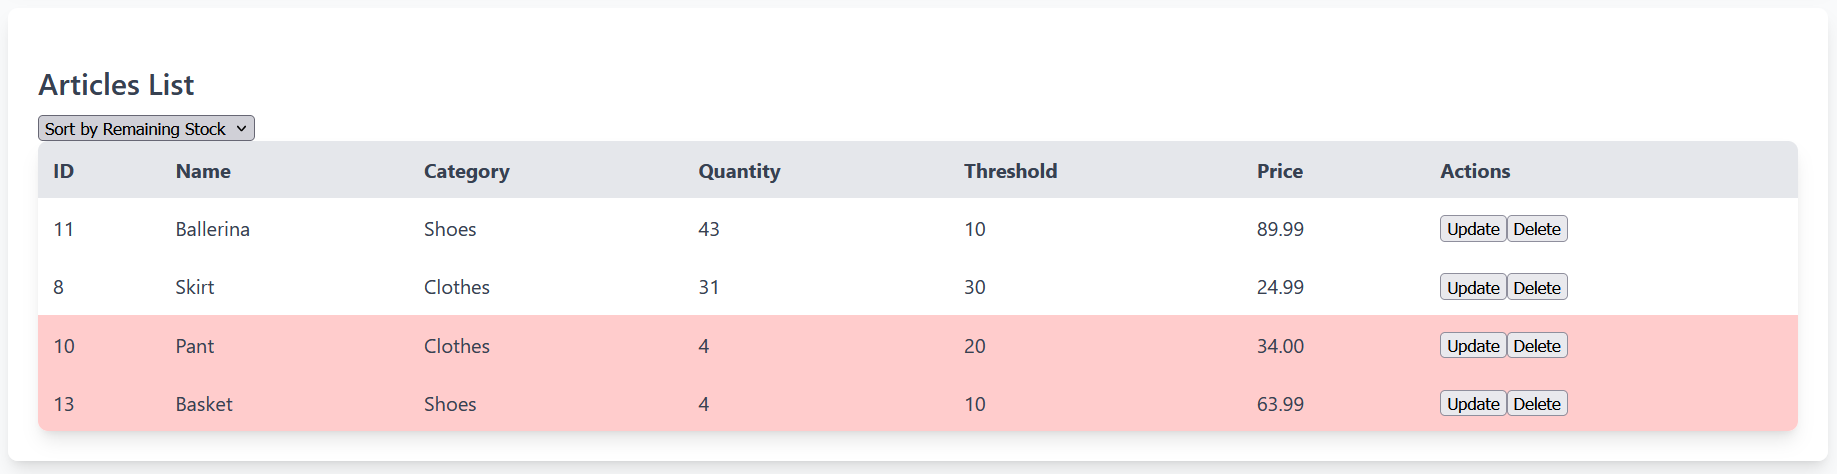 Articles List
Sort by Remaining Stock
ID Name Category Quantity Threshold Price Actions
11 Ballerina Shoes 43 10 89.99 Update Delete
8 Skirt Clothes 31 30 24.99 Update Delete
10 Pant Clothes 4 20 34.00 Update Delete
13 Basket Shoes 4 10 63.99 Update Delete